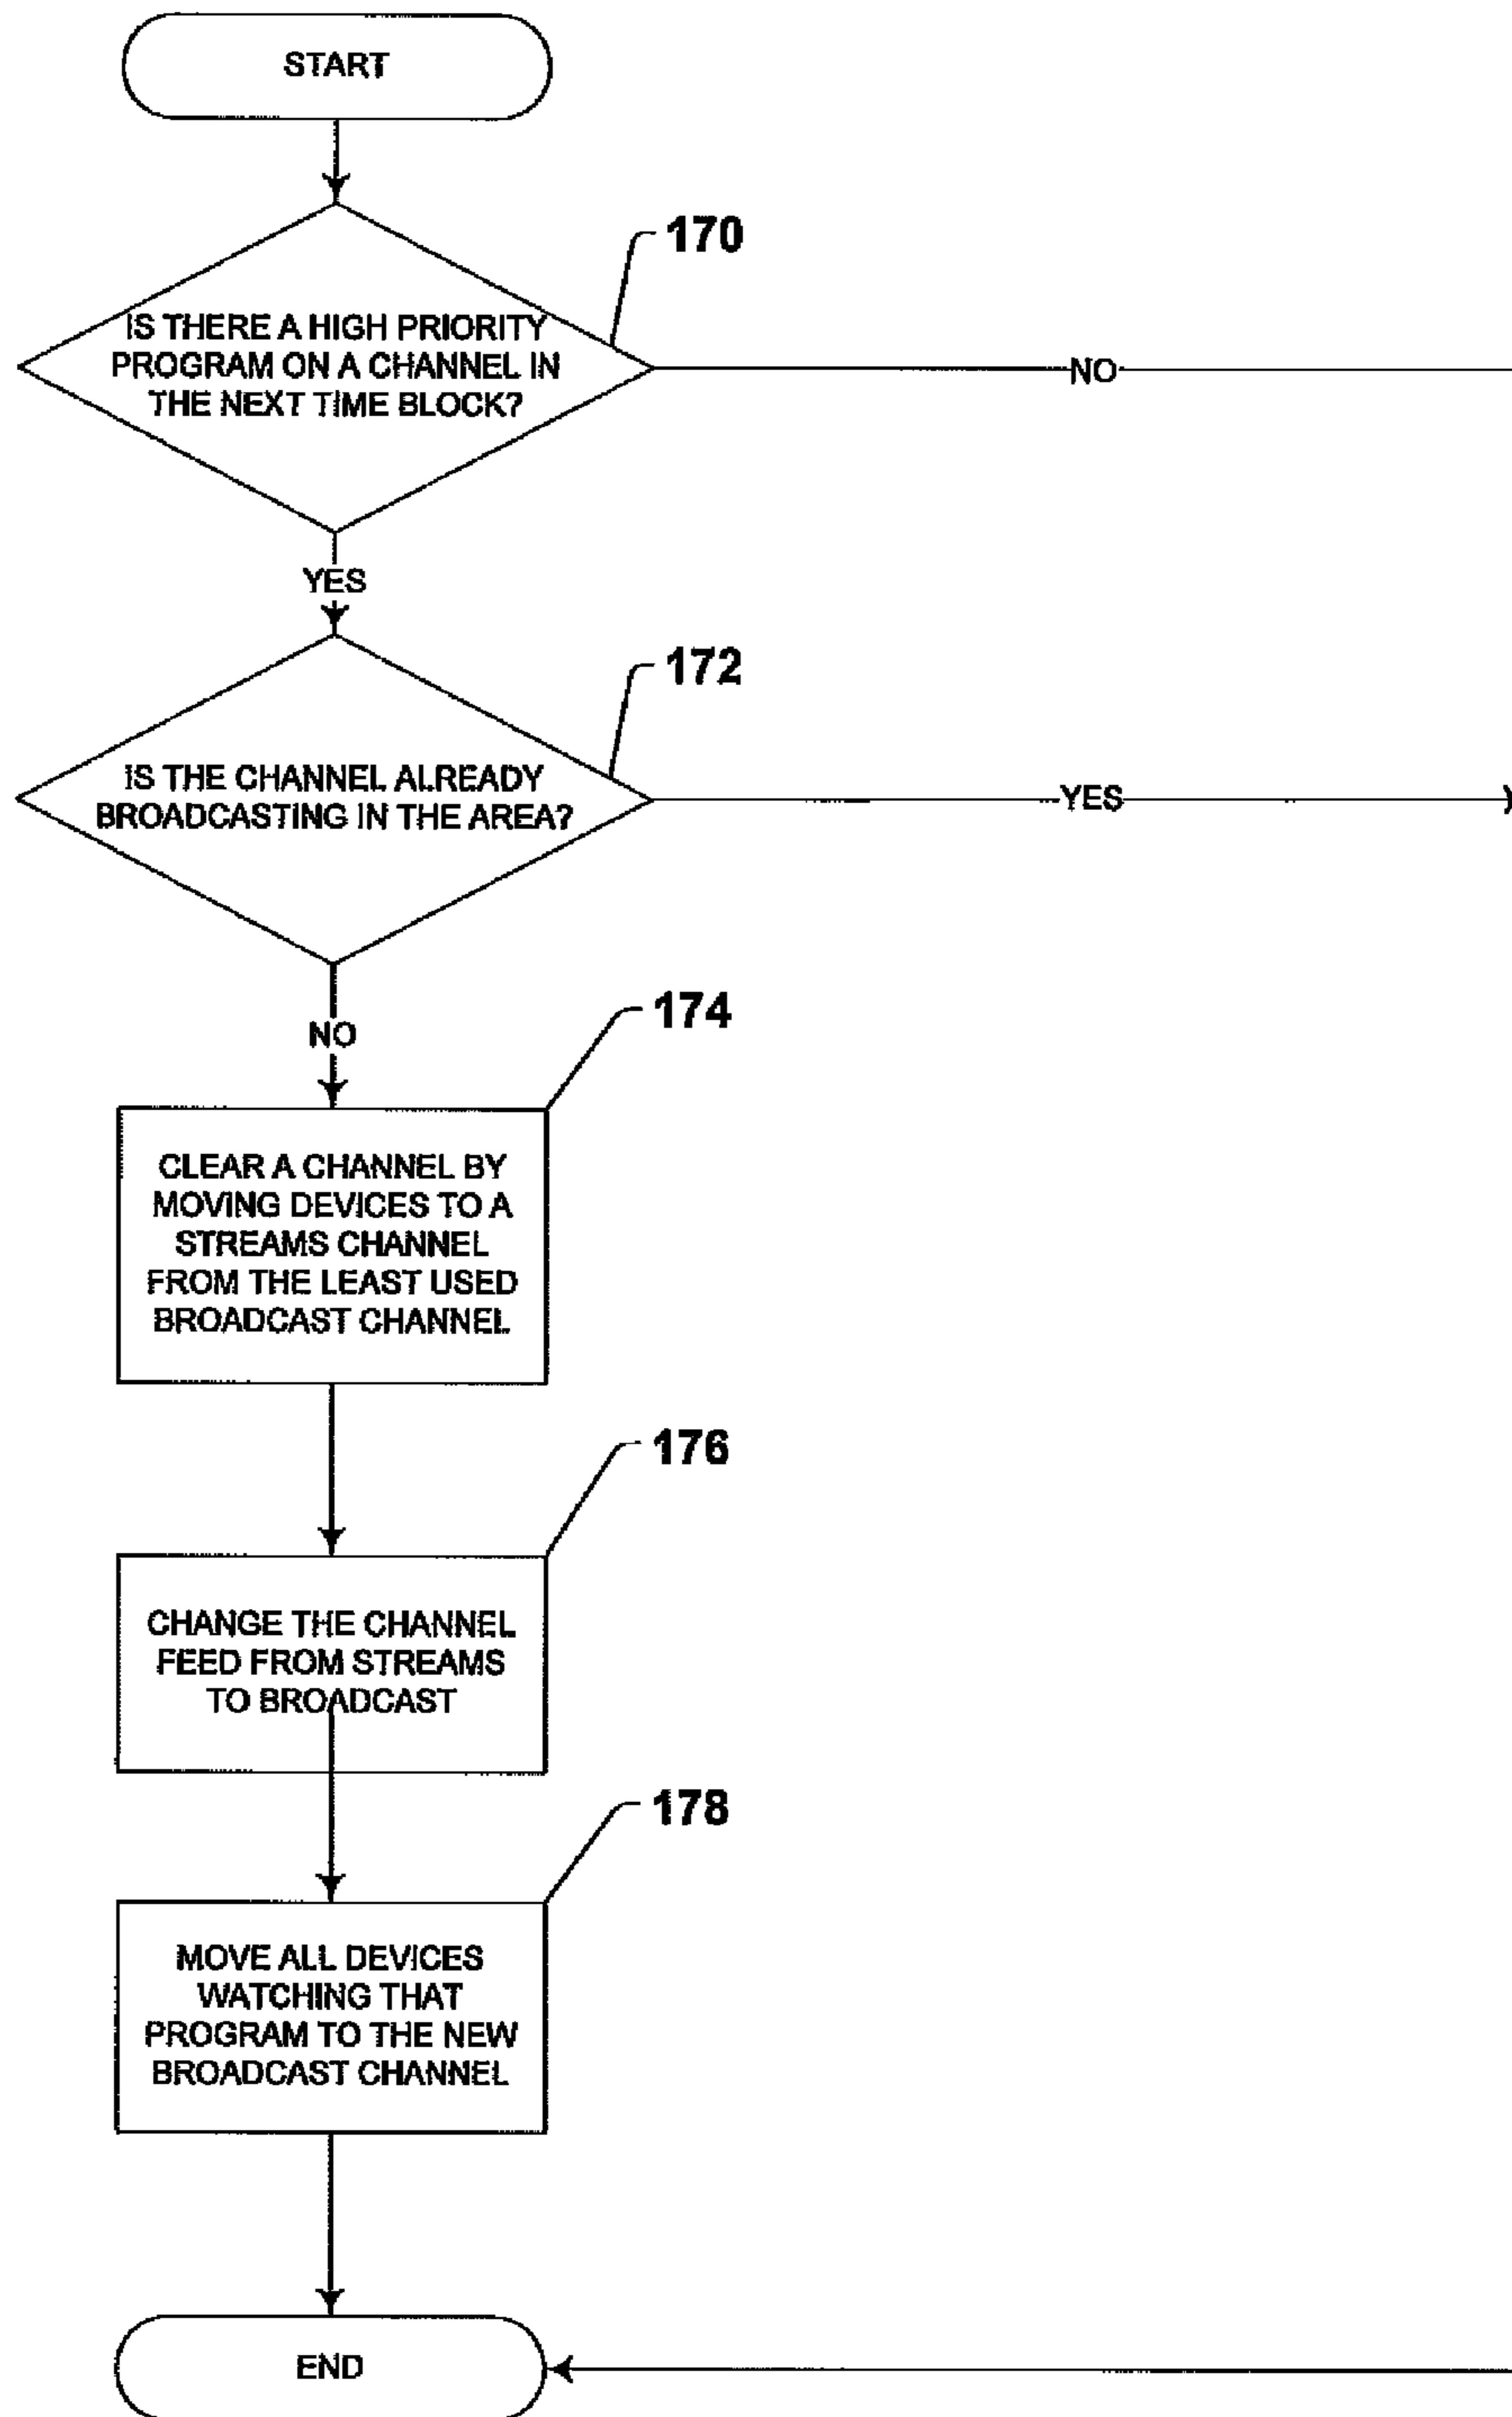 START
170
IS THERE A HIGH PRIORITY
PROGRAM ON A CHANNEL IN
THE NEXT TIME BLOCK?
NO
YES
172
IS THE CHANNEL ALREADY
BROADCASTING IN THE AREA?
YES
NO
174
CLEAR A CHANNEL BY
MOVING DEVICES TO A
STREAMS CHANNEL
FROM THE LEAST USED
BROADCAST CHANNEL
176
CHANGE THE CHANNEL
FEED FROM STREAMS
TO BROADCAST
178
MOVE ALL DEVICES
WATCHING THAT
PROGRAM TO THE NEW
BROADCAST CHANNEL
END